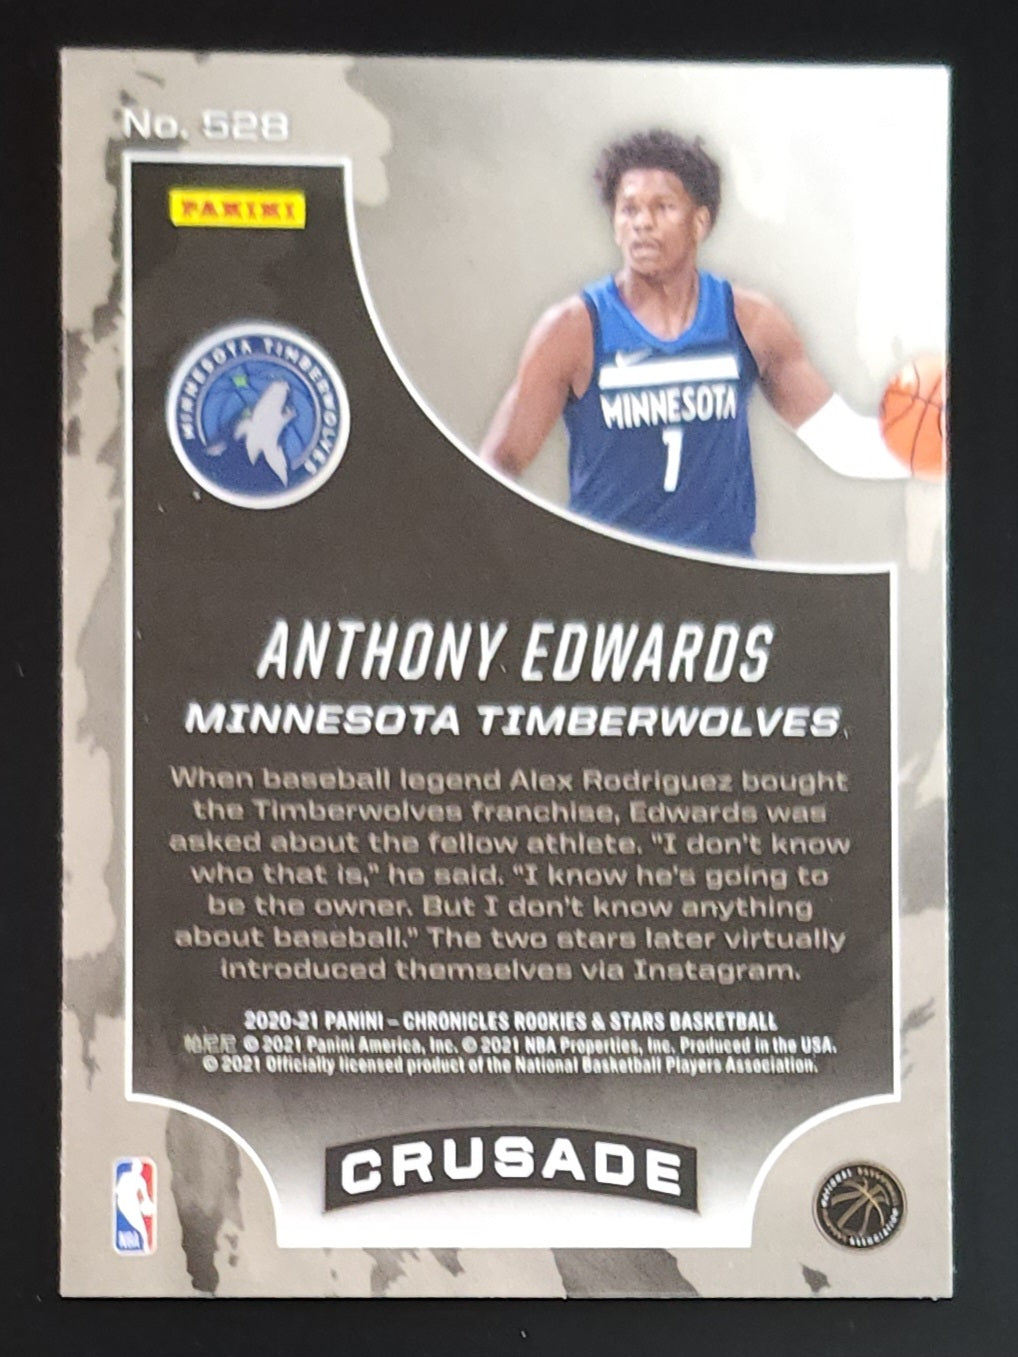 No. 528
PANINI
MINNESOTA TIMBERWOLVES
MINNESOTA
1
ANTHONY EDWARDS
MINNESOTA TIMBERWOLVES
When baseball legend Alex Rodriguez bought
the Timberwolves franchise, Edwards was
asked about the fellow athlete. "I don't know
who that is," he said. "I know he's going to
be the owner. But I don't know anything
about baseball." The two stars later virtually
introduced themselves via Instagram.
2020-21 PANINI – CHRONICLES ROOKIES & STARS BASKETBALL
© 2021 Panini America, Inc. © 2021 NBA Properties, Inc. Produced in the USA.
© 2021 Officially licensed product of the National Basketball Players Association.
CRUSADE
NBA
NATIONAL BASKETBALL
ASSOCIATION